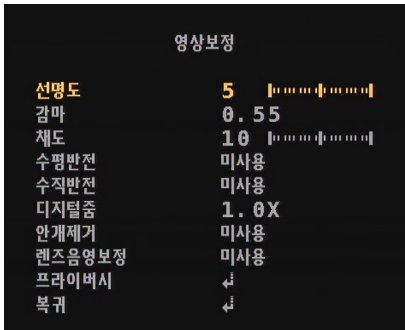 영상보정
선명도 5
감마 0.55
채도 10
수평반전 미사용
수직반전 미사용
디지털줌 1.0X
안개제거 미사용
렌즈음영보정 미사용
프라이버시 ↲
복귀 ↲